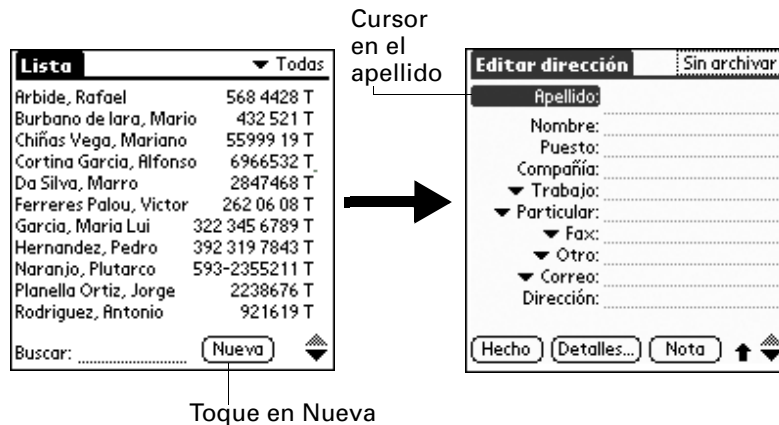 Cursor
en el
apellido
Lista
Todas
Arbide, Rafael 568 4428 T
Burbano de lara, Mario 432 521 T
Chiñas Vega, Mariano 55999 19 T
Cortina Garcia, Alfonso 6966532 T
Da Silva, Marro 2847468 T
Ferreres Palou, Victor 262 06 08 T
Garcia, Maria Lui 322 345 6789 T
Hernandez, Pedro 392 319 7843 T
Naranjo, Plutarco 593-2355211 T
Planella Ortiz, Jorge 2238676 T
Rodriguez, Antonio 921619 T
Buscar: Nueva
Toque en Nueva
Editar dirección Sin archivar
Apellido:
Nombre:
Puesto:
Compañía:
Trabajo:
Particular:
Fax:
Otro:
Correo:
Dirección:
Hecho Detalles... Nota